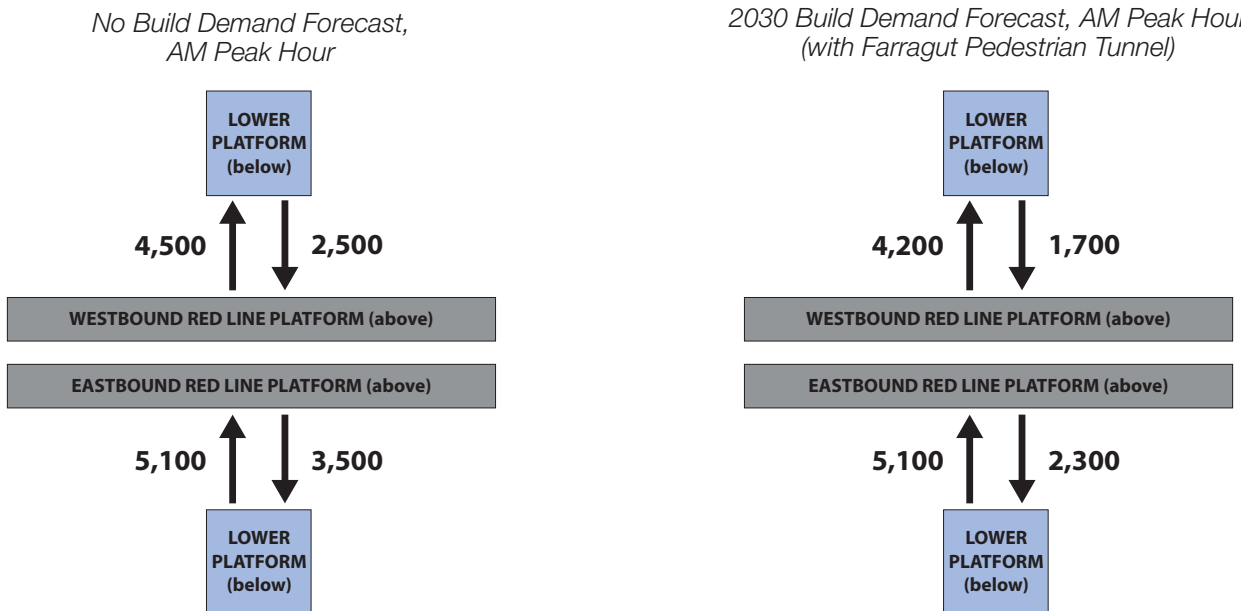 No Build Demand Forecast,
AM Peak Hour
LOWER
PLATFORM
(below)
4,500
2,500
WESTBOUND RED LINE PLATFORM (above)
EASTBOUND RED LINE PLATFORM (above)
5,100
3,500
LOWER
PLATFORM
(below)
2030 Build Demand Forecast, AM Peak Hour
(with Farragut Pedestrian Tunnel)
LOWER
PLATFORM
(below)
4,200
1,700
WESTBOUND RED LINE PLATFORM (above)
EASTBOUND RED LINE PLATFORM (above)
5,100
2,300
LOWER
PLATFORM
(below)